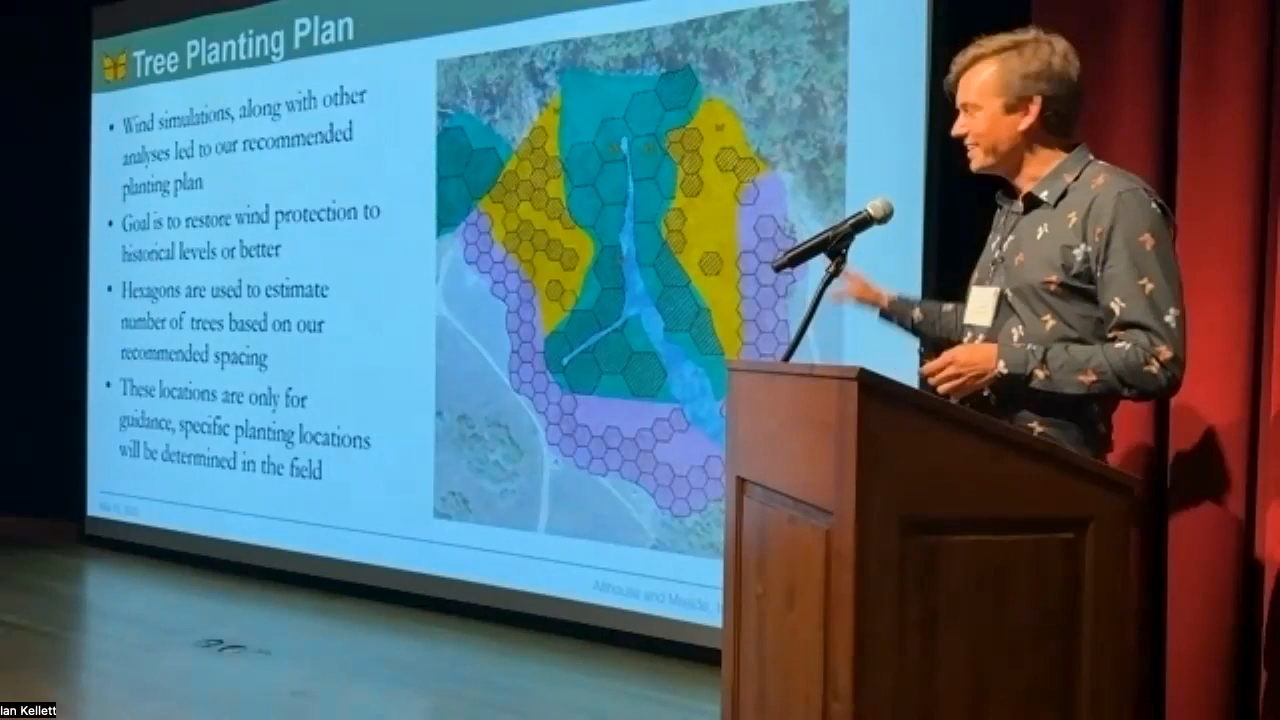 Tree Planting Plan
• Wind simulations, along with other
analyses led to our recommended
planting plan
• Goal is to restore wind protection to
historical levels or better
• Hexagons are used to estimate
number of trees based on our
recommended spacing
• These locations are only for
guidance, specific planting locations
will be determined in the field
Althouse and Meade,
Ian Kellett